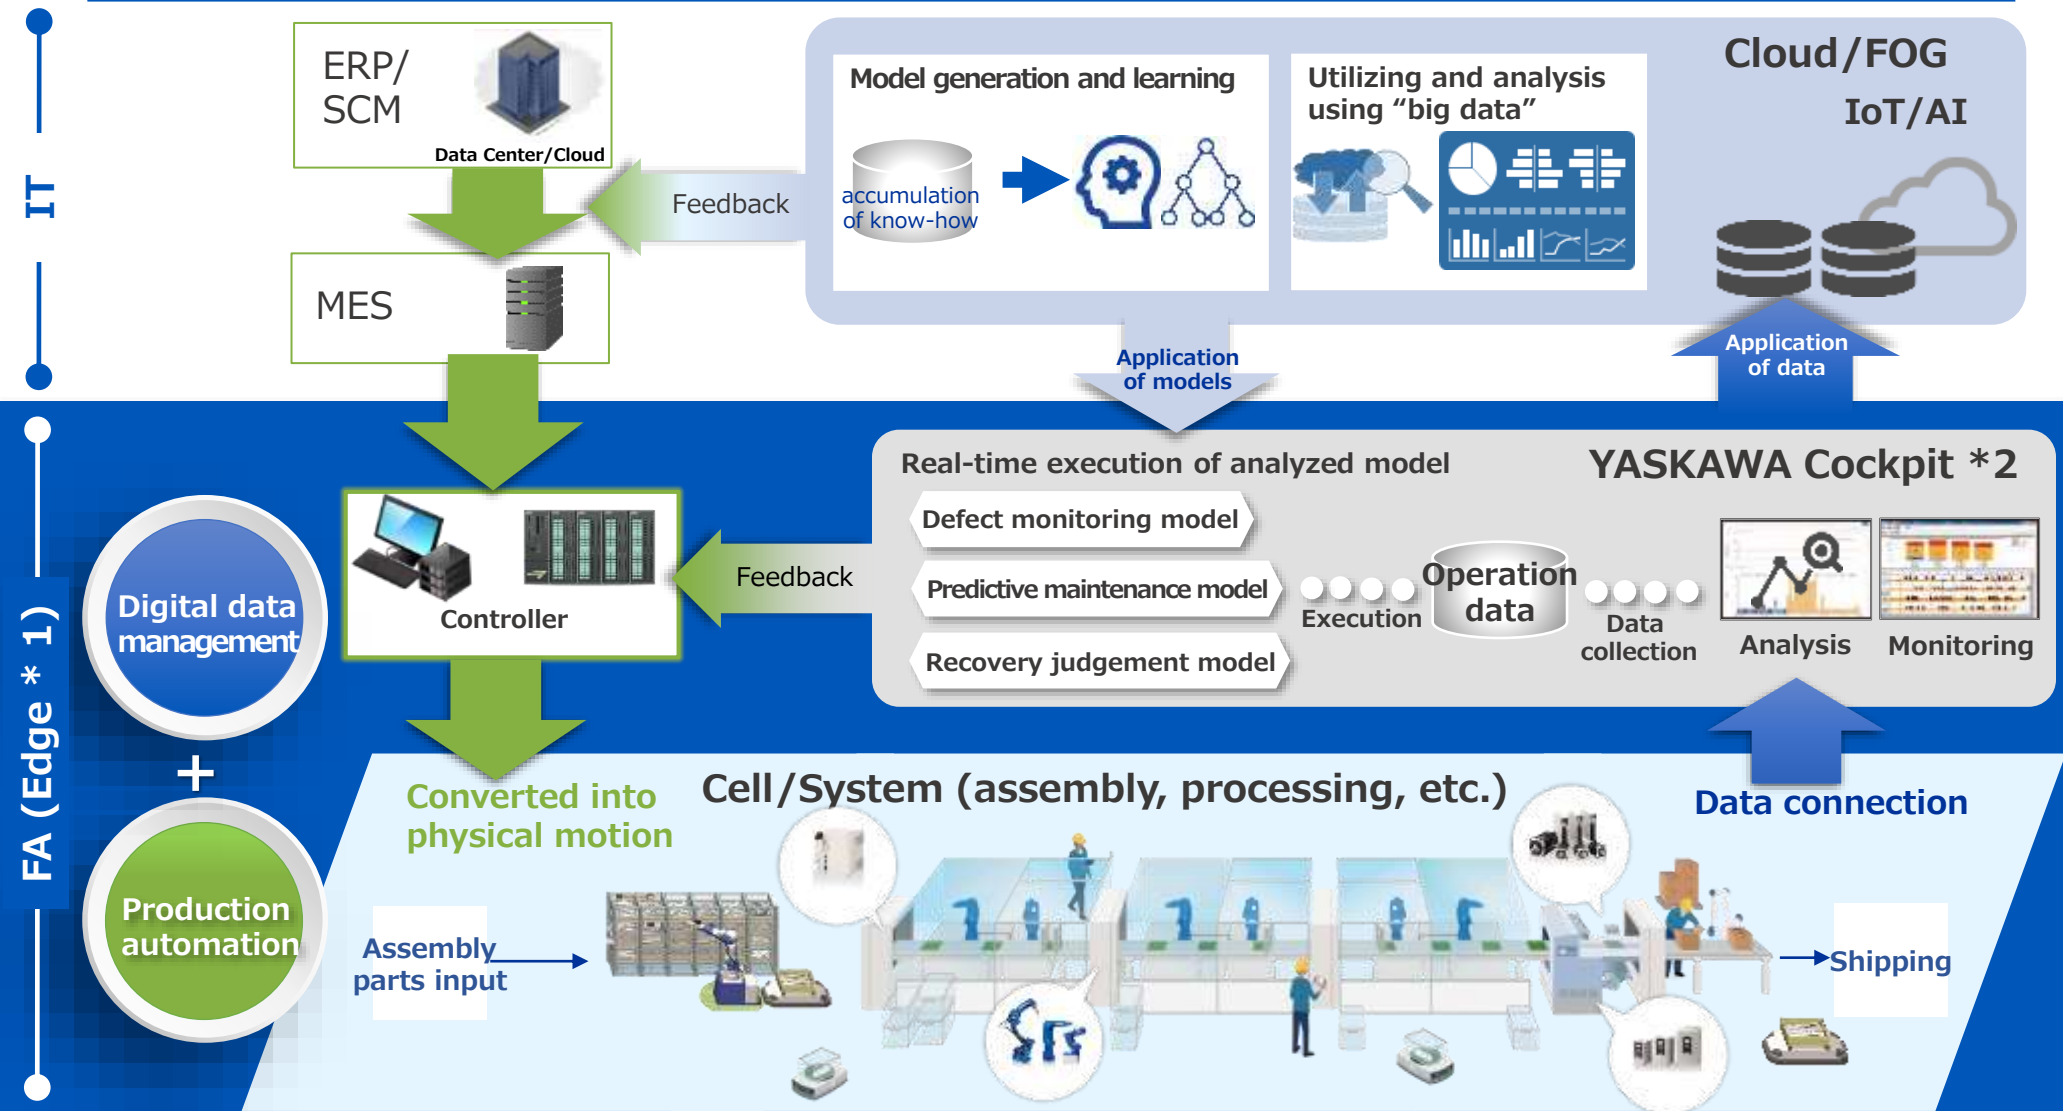 IT
ERP/
SCM
Data Center/Cloud
Feedback
MES
Model generation and learning
accumulation
of know-how
Utilizing and analysis
using “big data”
Cloud/FOG
IoT/AI
Application
of models
Application
of data
FA (Edge * 1)
Digital data
management
+
Production
automation
Controller
Feedback
Real-time execution of analyzed model
YASKAWA Cockpit *2
Defect monitoring model
Predictive maintenance model
Recovery judgement model
Execution
Operation
data
Data
collection
Analysis
Monitoring
Converted into
physical motion
Cell/System (assembly, processing, etc.)
Data connection
Assembly
parts input
Shipping